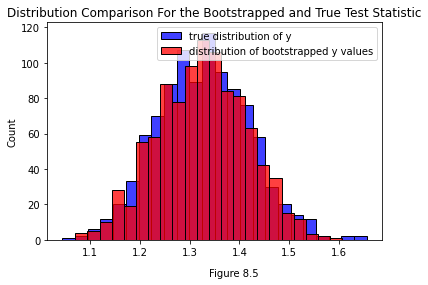 Distribution Comparison For the Bootstrapped and True Test Statistic
true distribution of y
distribution of bootstrapped y values
Count
120
100
80
60
40
20
0
1.1 1.2 1.3 1.4 1.5 1.6
Figure 8.5